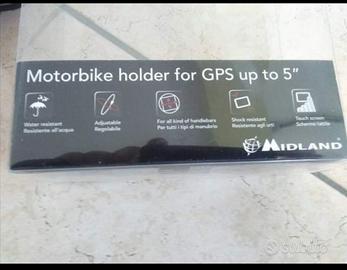 Motorbike holder for GPS up to 5"
Water resistant
Resistente all'acqua
Adjustable
Regolabile
For all kind of handlebars
Per tutti i tipi di manubrio
Shock resistant
Resistente agli urti
Touch screen
Schermo tattile
MIDLAND
subito